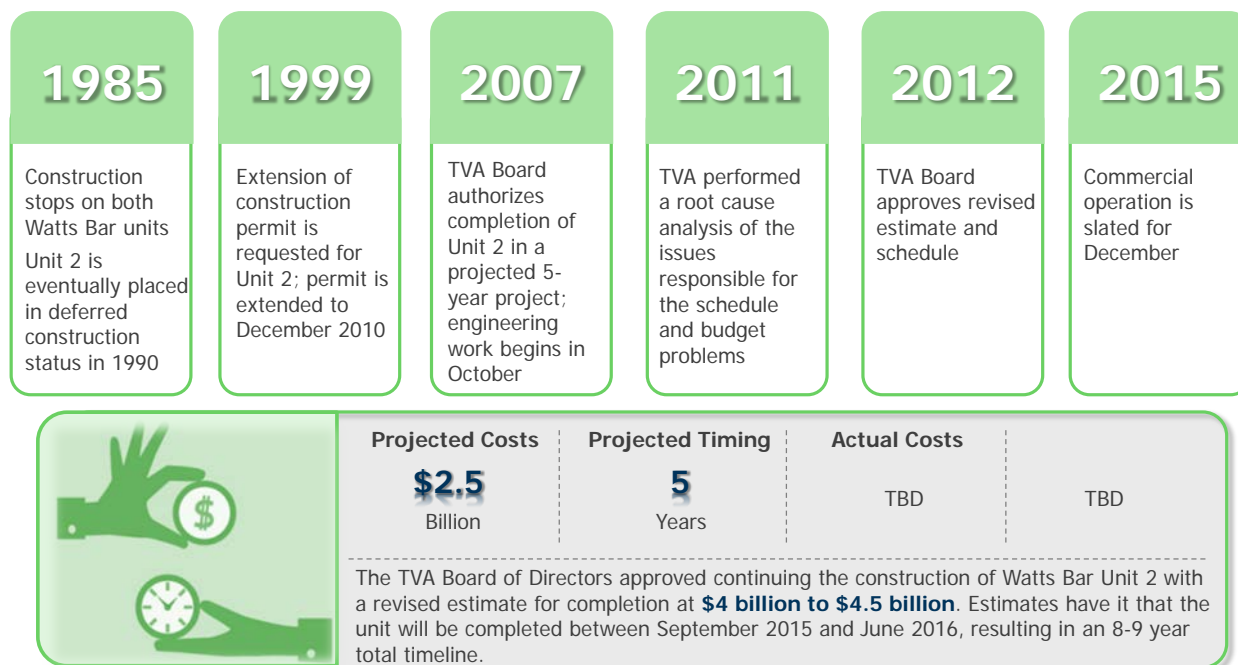 1985
Construction
stops on both
Watts Bar units
Unit 2 is
eventually placed
in deferred
construction
status in 1990
1999
Extension of
construction
permit is
requested for
Unit 2; permit is
extended to
December 2010
2007
TVA Board
authorizes
completion of
Unit 2 in a
projected 5-
year project;
engineering
work begins in
October
2011
TVA performed
a root cause
analysis of the
issues
responsible for
the schedule
and budget
problems
2012
TVA Board
approves revised
estimate and
schedule
2015
Commercial
operation is
slated for
December
$
Projected Costs
$2.5
Billion
Projected Timing
5
Years
Actual Costs
TBD
TBD
The TVA Board of Directors approved continuing the construction of Watts Bar Unit 2 with
a revised estimate for completion at $4 billion to $4.5 billion. Estimates have it that the
unit will be completed between September 2015 and June 2016, resulting in an 8-9 year
total timeline.